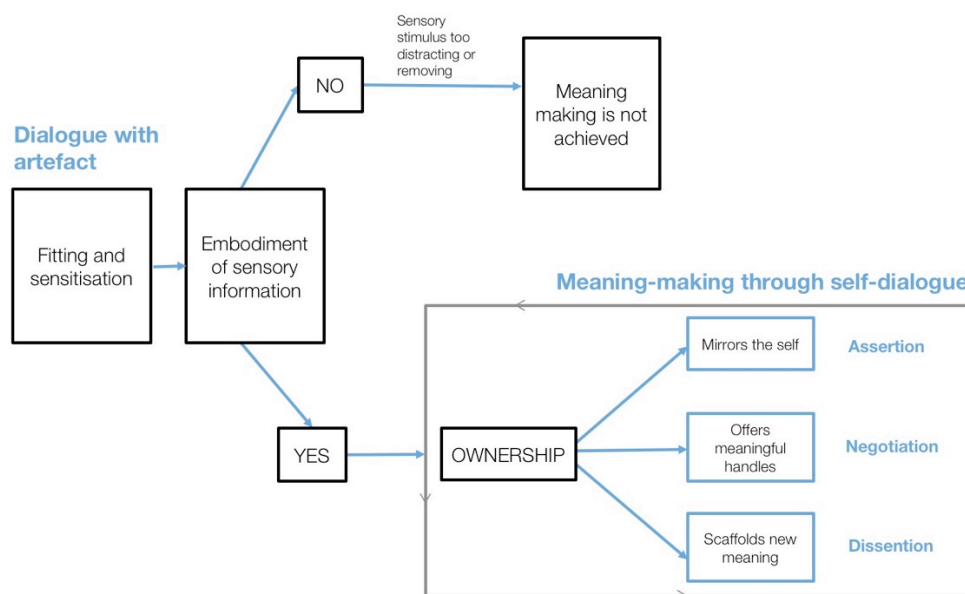 Sensory
stimulus too
distracting or
removing
NO
Meaning
making is not
achieved
Dialogue with
artefact
Fitting and
sensitisation
Embodiment
of sensory
information
Meaning-making through self-dialogue
Mirrors the self
Assertion
YES
OWNERSHIP
Offers
meaningful
handles
Negotiation
Scaffolds new
meaning
Dissention